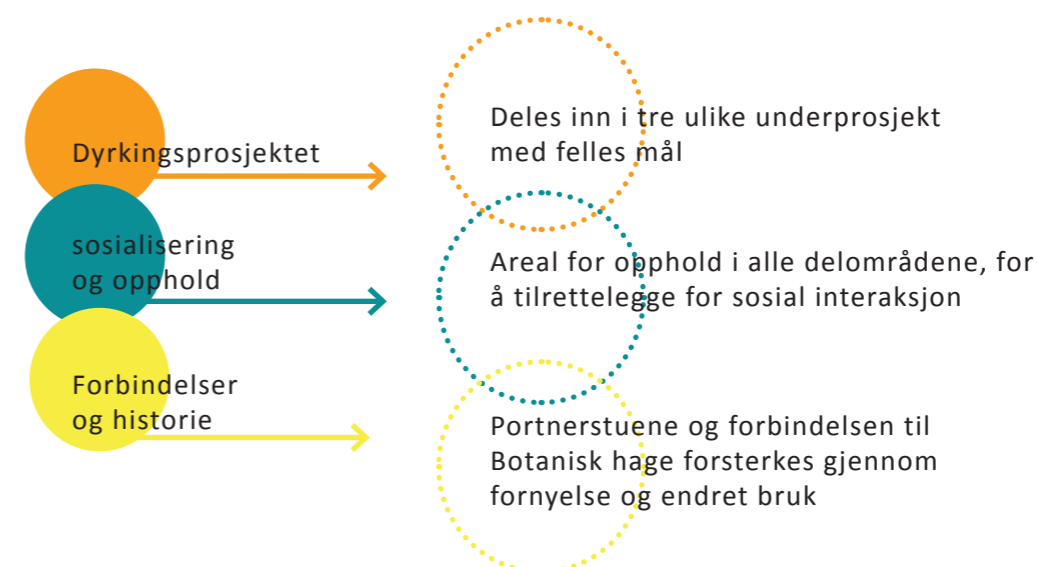 Dyrkingsprosjektet
Deles inn i tre ulike underprosjekt
med felles mål
sosialisering
og opphold
Areal for opphold i alle delområdene, for
å tilrettelegge for sosial interaksjon
Forbindelser
og historie
Portnerstuene og forbindelsen til
Botanisk hage forsterkes gjennom
fornyelse og endret bruk